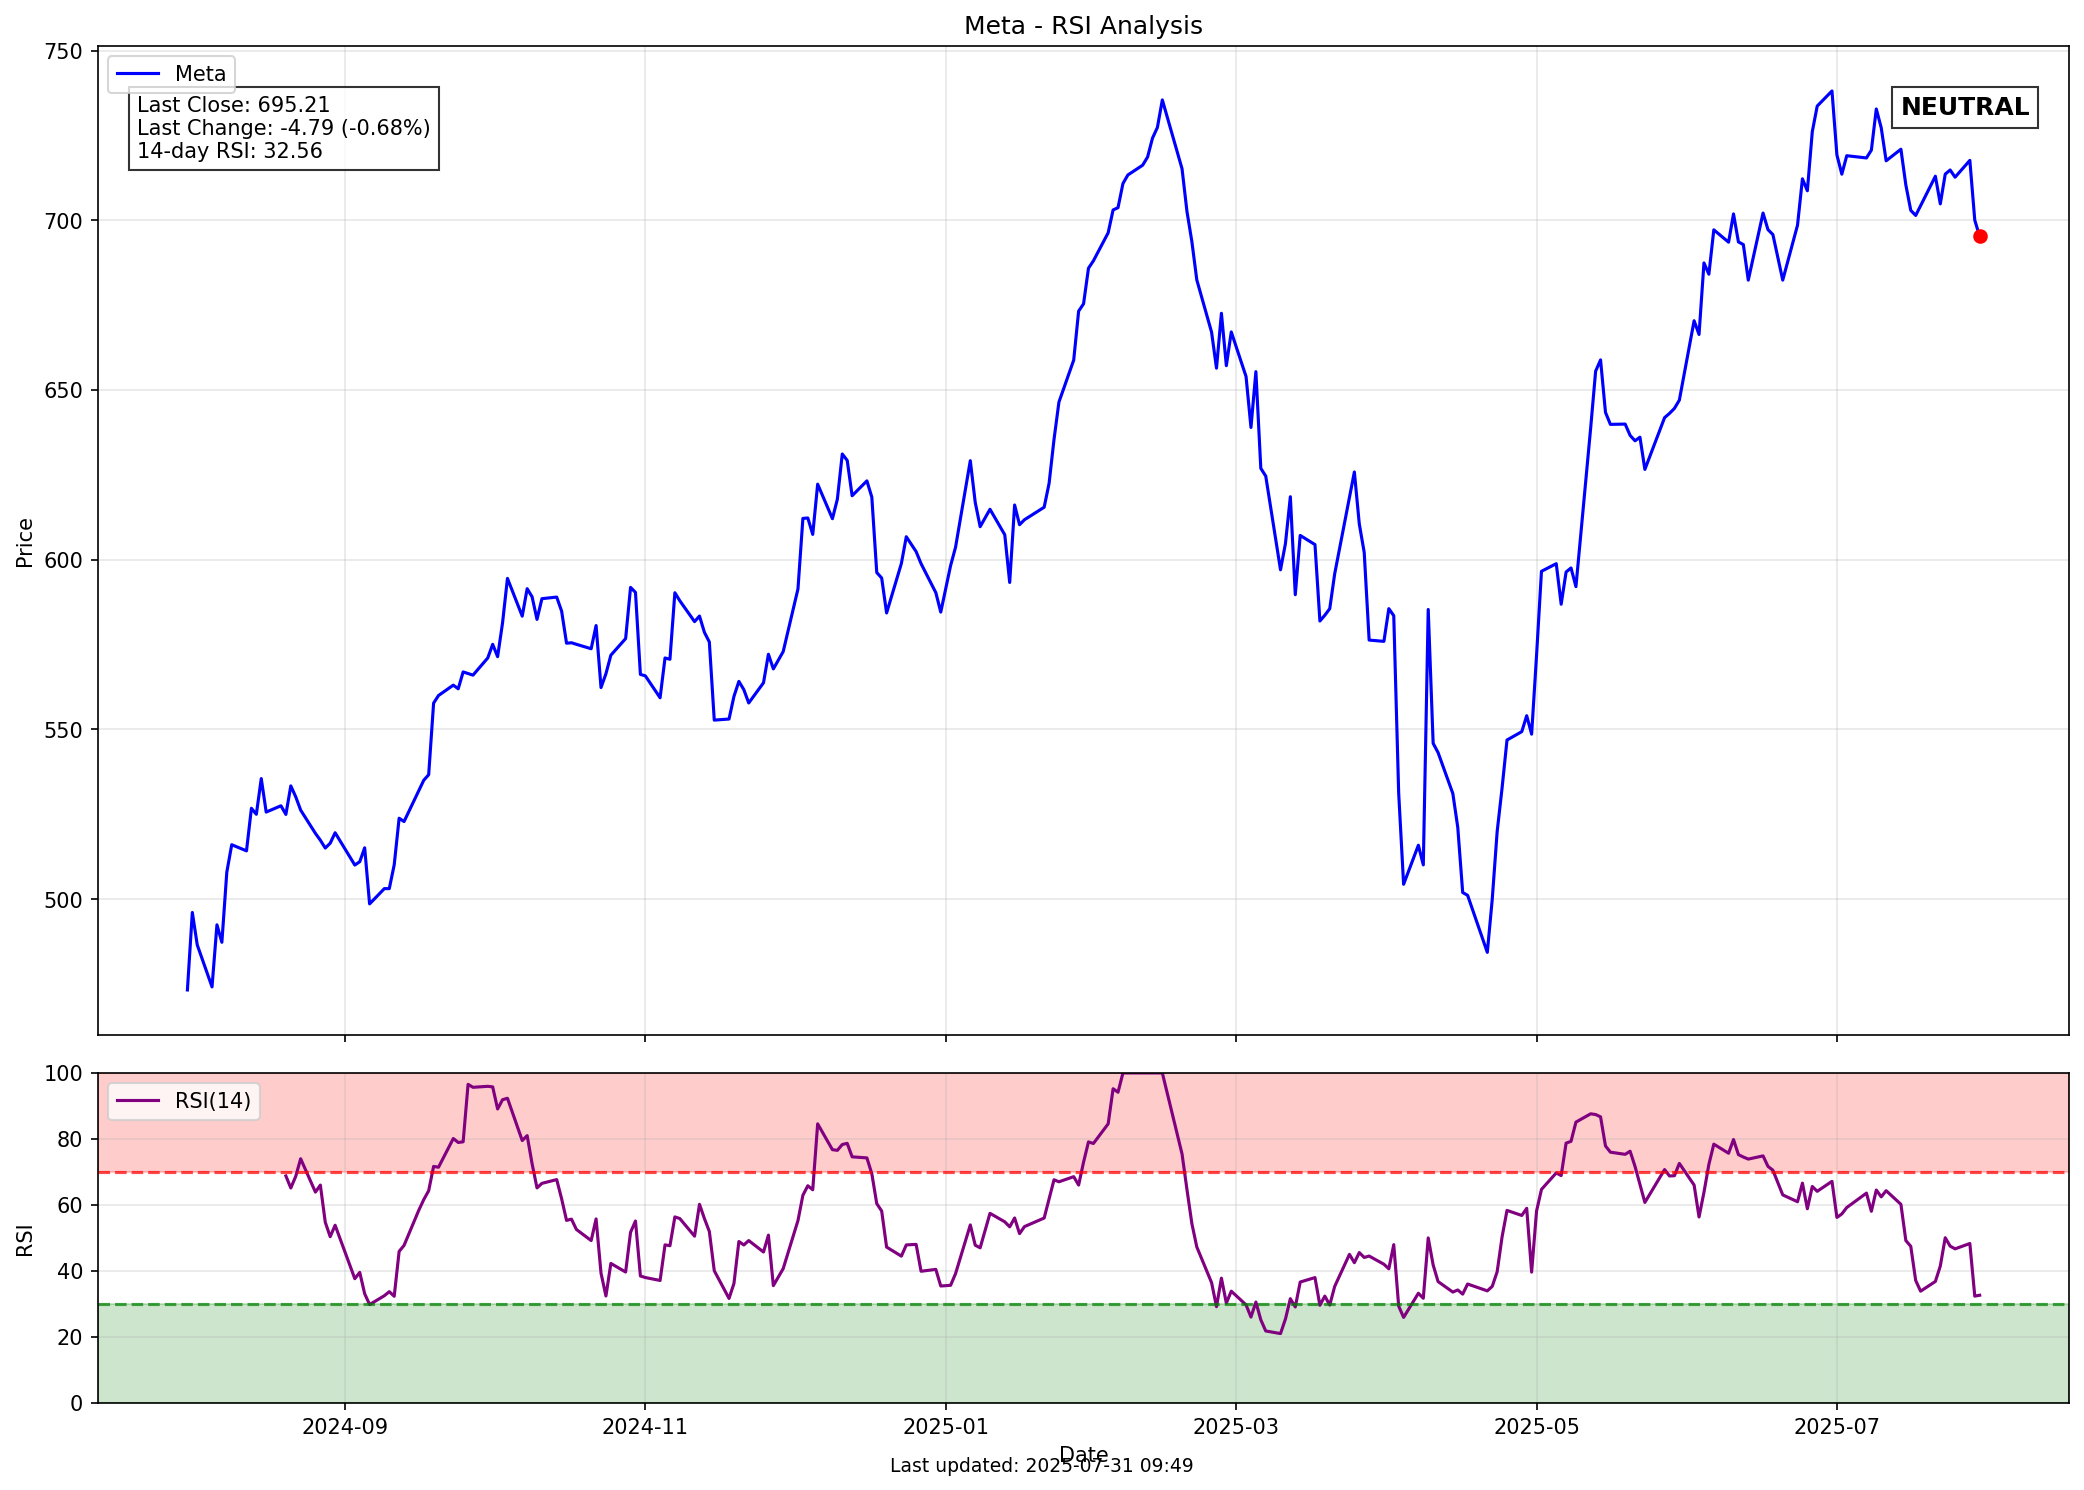 Meta - RSI Analysis
Meta
Last Close: 695.21
Last Change: -4.79 (-0.68%)
14-day RSI: 32.56
NEUTRAL
Price
750
700
650
600
550
500
RSI(14)
RSI
100
80
60
40
20
0
2024-09
2024-11
2025-01
2025-03
2025-05
2025-07
Date
Last updated: 2025-07-31 09:49